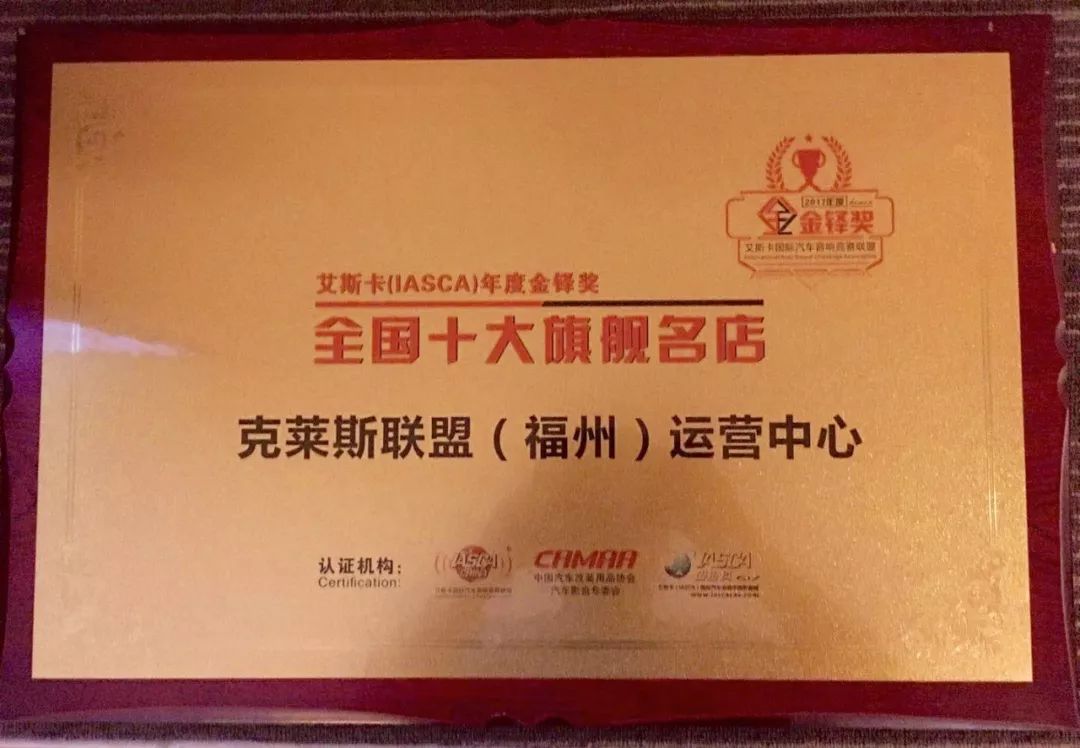 2017年度
金铎奖
艾斯卡国际汽车音响竞赛联盟
艾斯卡(IASCA)年度金铎奖
全国十大旗舰名店
克莱斯联盟（福州）运营中心
认证机构：
Certification:
IASCA
CAMAA
中国汽车改装用品协会
汽车影音专委会
IASCA